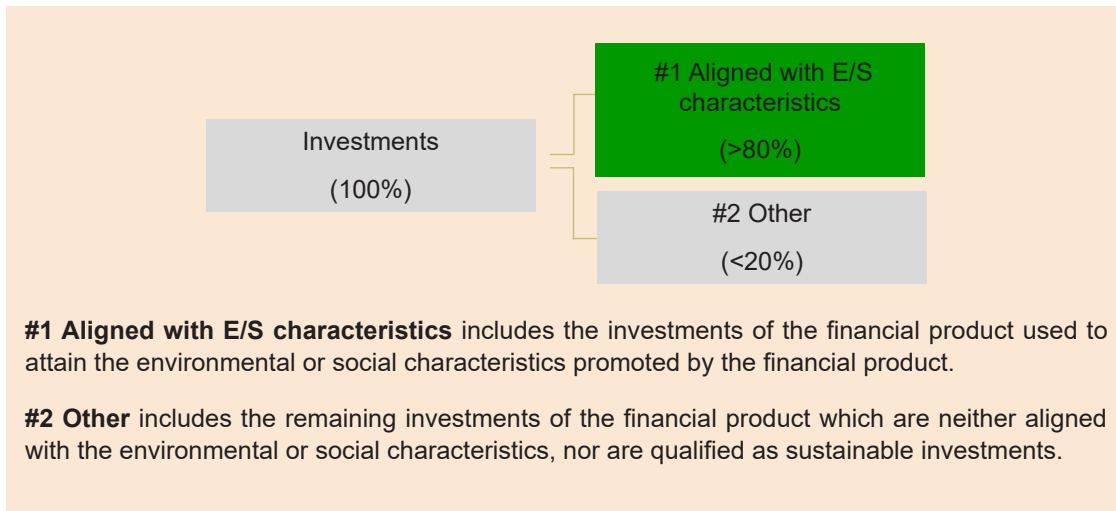 #1 Aligned with E/S
characteristics
(>80%)
Investments
(100%)
#2 Other
(<20%)
#1 Aligned with E/S characteristics includes the investments of the financial product used to
attain the environmental or social characteristics promoted by the financial product.
#2 Other includes the remaining investments of the financial product which are neither aligned
with the environmental or social characteristics, nor are qualified as sustainable investments.